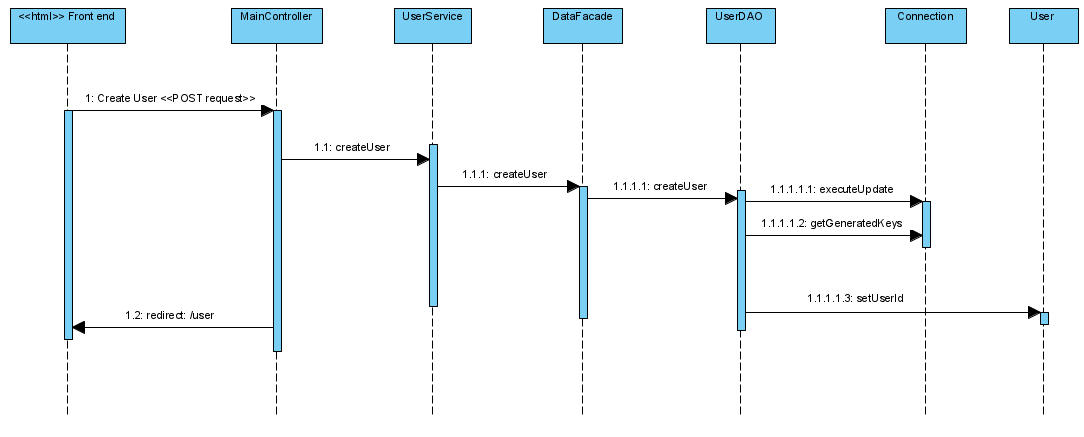 <<html>> Front end
MainController
UserService
DataFacade
UserDAO
Connection
User
1: Create User <<POST request>>
1.1: createUser
1.1.1: createUser
1.1.1.1: createUser
1.1.1.1.1: executeUpdate
1.1.1.1.2: getGeneratedKeys
1.1.1.1.3: setUserId
1.2: redirect: /user